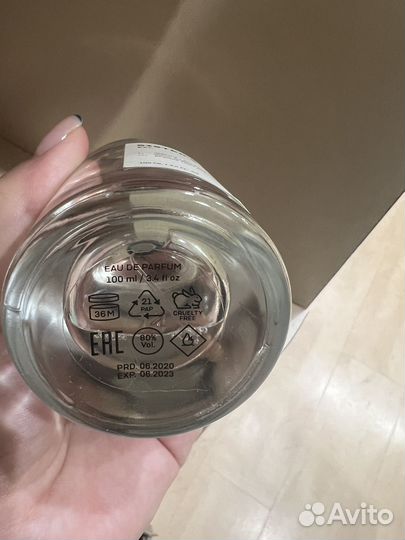 EAU DE PARFUM
100 ml / 3.4 fl oz
36M
21
PAP
CRUELTY
FREE
EAC
80%
Vol.
PRD. 06.2020
EXP. 06.2023
Avito